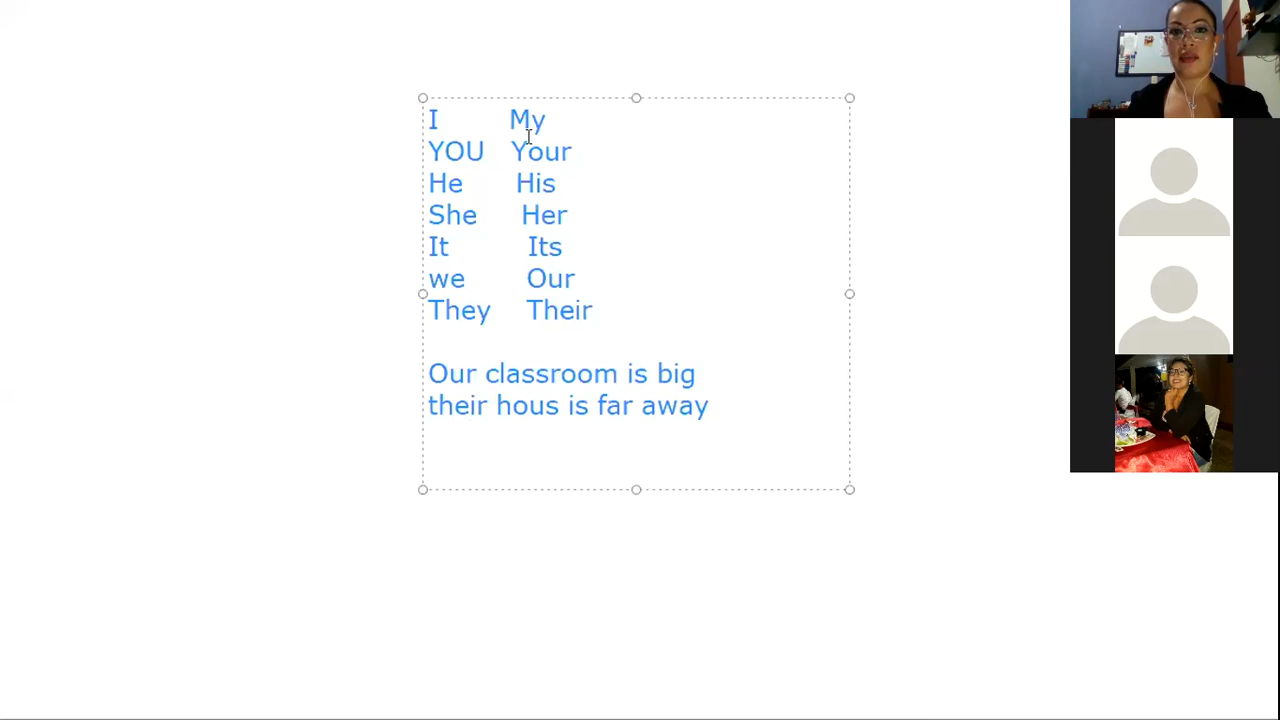 I My
YOU Your
He His
She Her
It Its
we Our
They Their
Our classroom is big
their hous is far away